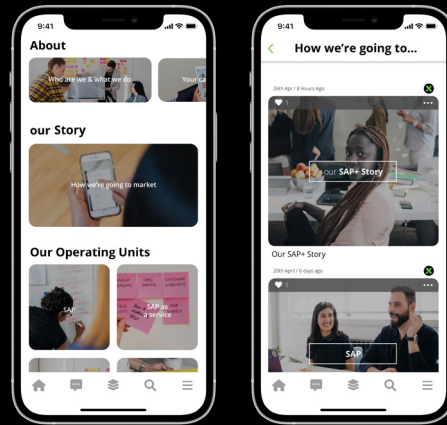 9:41
About
Who are we & what we do
Your ca
our Story
How we're going to market
Our Operating Units
SAP
SAP as
a service
9:41
How we're going to...
26th Apr / 8 Hours Ago
1
our SAP+ Story
Our SAP+ Story
20th April / 6 days ago
1
SAP